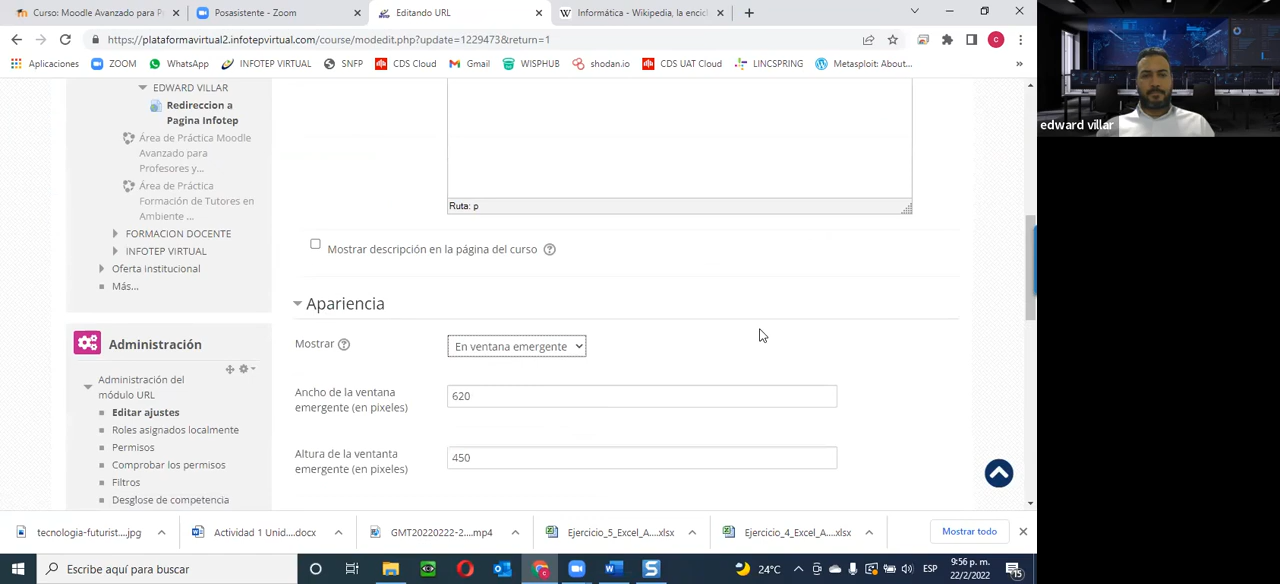 Curso: Moodle Avanzado para P
Posasistente - Zoom
Editando URL
Informática - Wikipedia, la encicl
https://plataformavirtual2.infotepvirtual.com/course/modedit.php?update=1229473&return=1
Aplicaciones
ZOOM
WhatsApp
INFOTEP VIRTUAL
SNFP
CDS Cloud
Gmail
WISPHUB
shodan.io
CDS UAT Cloud
LINCSPRING
Metasploit: About...
»
EDWARD VILLAR
Redireccion a
Pagina Infotep
Área de Práctica Moodle
Avanzado para
Profesores y...
Área de Práctica
Formación de Tutores en
Ambiente ...
FORMACION DOCENTE
INFOTEP VIRTUAL
Oferta Institucional
Más...
Administración
Administración del
módulo URL
Editar ajustes
Roles asignados localmente
Permisos
Comprobar los permisos
Filtros
Desglose de competencia
Ruta: p
Mostrar descripción en la página del curso
Apariencia
Mostrar
En ventana emergente
Ancho de la ventana
emergente (en pixeles)
620
Altura de la ventanta
emergente (en pixeles)
450
edward villar
tecnologia-futurist....jpg
Actividad 1 Unid....docx
GMT20220222-2....mp4
Ejercicio_5_Excel_A....xlsx
Ejercicio_4_Excel_A....xlsx
Mostrar todo
Escribe aquí para buscar
24°C
ESP
9:56 p. m.
22/2/2022
15